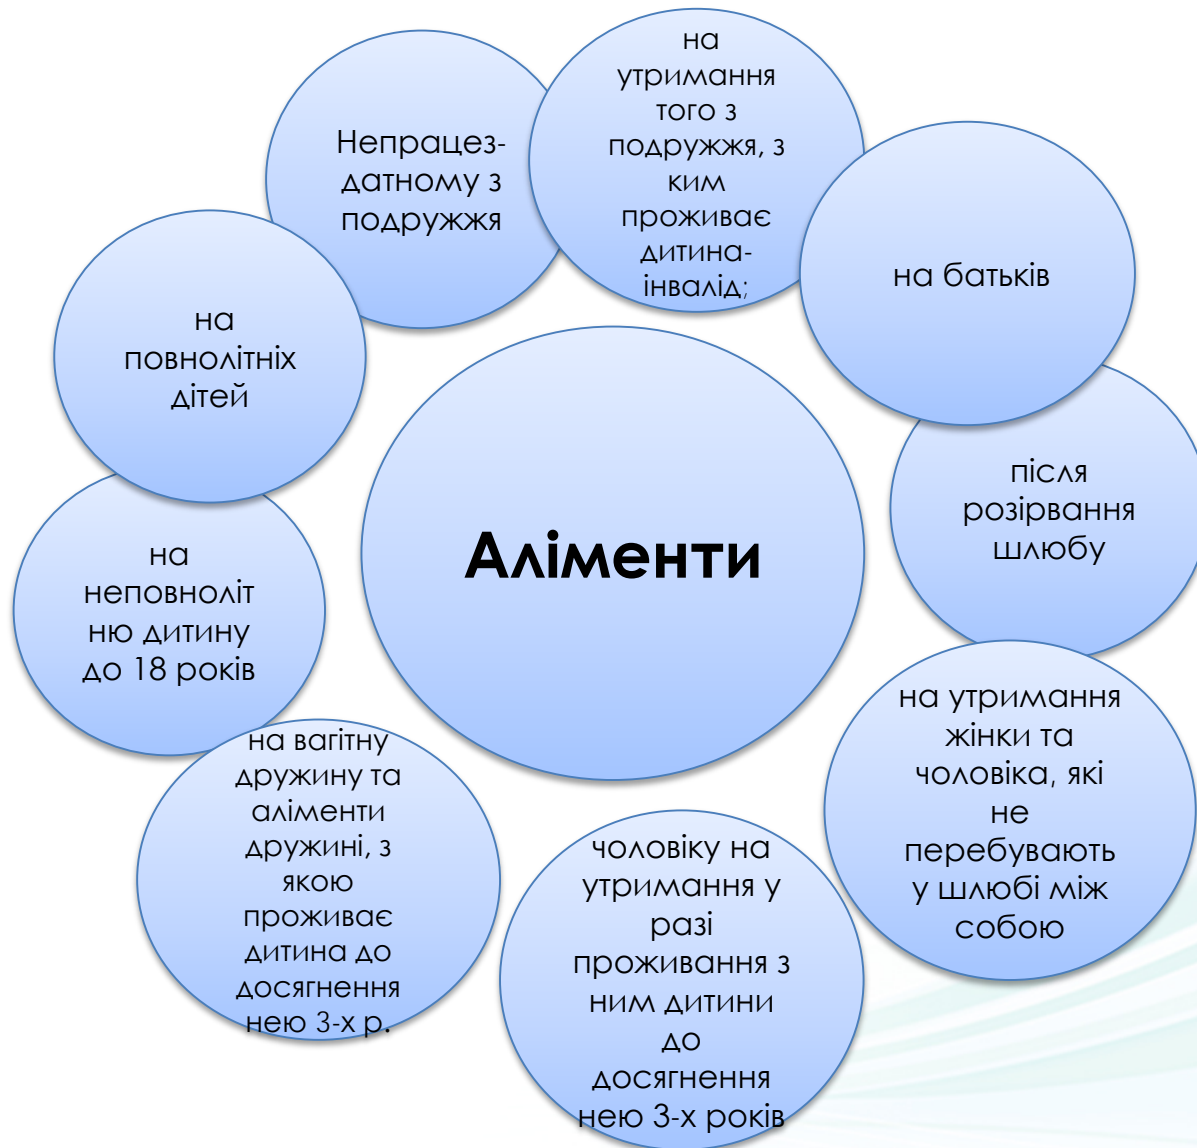 на
утримання
того з
подружжя, з
ким
проживає
дитина-
інвалід;
Непрацез-
датному з
подружжя
на батьків
на
повнолітніх
дітей
після
розірвання
шлюбу
Аліменти
на
неповноліт
ню дитину
до 18 років
на утримання
жінки та
чоловіка, які
не
перебувають
у шлюбі між
собою
на вагітну
дружину та
аліменти
дружині, з
якою
проживає
дитина до
досягнення
нею 3-х р.
чоловіку на
утримання у
разі
проживання з
ним дитини
до
досягнення
нею 3-х років